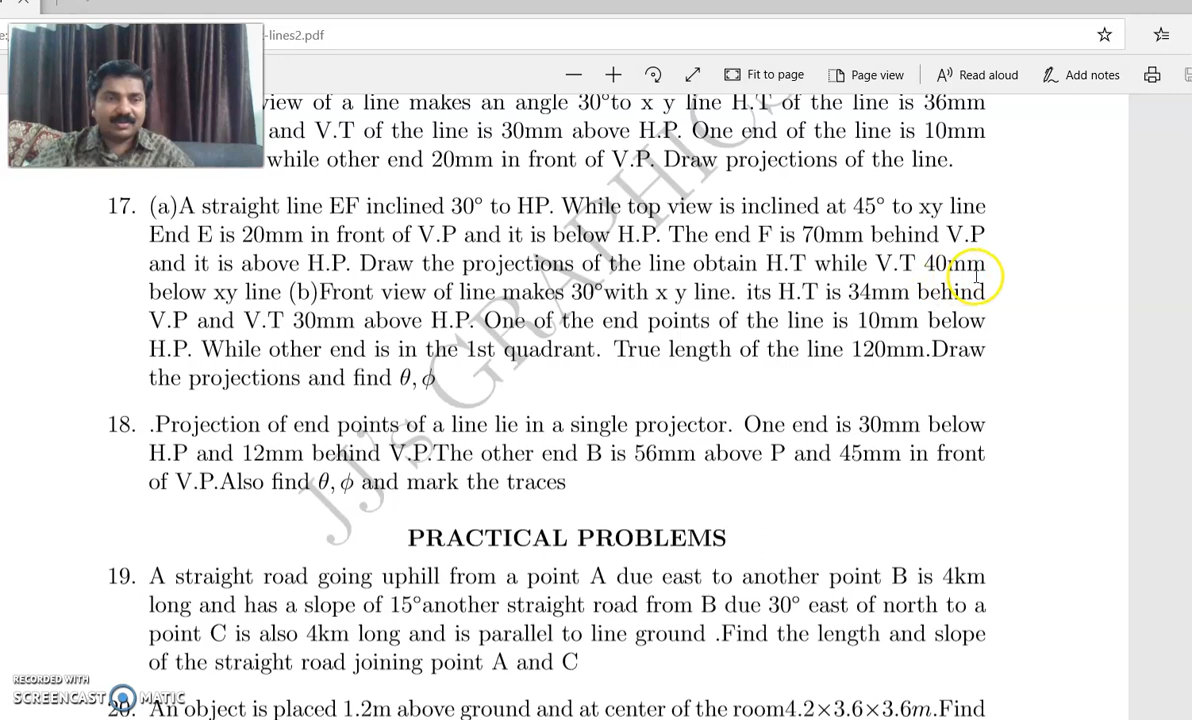 -lines2.pdf
Fit to page
Page view
Read aloud
Add notes
view of a line makes an angle 30°to x y line H.T of the line is 36mm
and V.T of the line is 30mm above H.P. One end of the line is 10mm
while other end 20mm in front of V.P. Draw projections of the line.
17. (a)A straight line EF inclined 30° to HP. While top view is inclined at 45° to xy line
End E is 20mm in front of V.P and it is below H.P. The end F is 70mm behind V.P
and it is above H.P. Draw the projections of the line obtain H.T while V.T 40mm
below xy line (b)Front view of line makes 30°with x y line. its H.T is 34mm behind
V.P and V.T 30mm above H.P. One of the end points of the line is 10mm below
H.P. While other end is in the 1st quadrant. True length of the line 120mm.Draw
the projections and find θ, ϕ
18. .Projection of end points of a line lie in a single projector. One end is 30mm below
H.P and 12mm behind V.P.The other end B is 56mm above P and 45mm in front
of V.P.Also find θ, ϕ and mark the traces
JJ's GRAPHICS
PRACTICAL PROBLEMS
19. A straight road going uphill from a point A due east to another point B is 4km
long and has a slope of 15°another straight road from B due 30° east of north to a
point C is also 4km long and is parallel to line ground .Find the length and slope
of the straight road joining point A and C
RECORDED WITH
SCREENCAST MATIC
20. An object is placed 1.2m above ground and at center of the room4.2×3.6×3.6m.Find